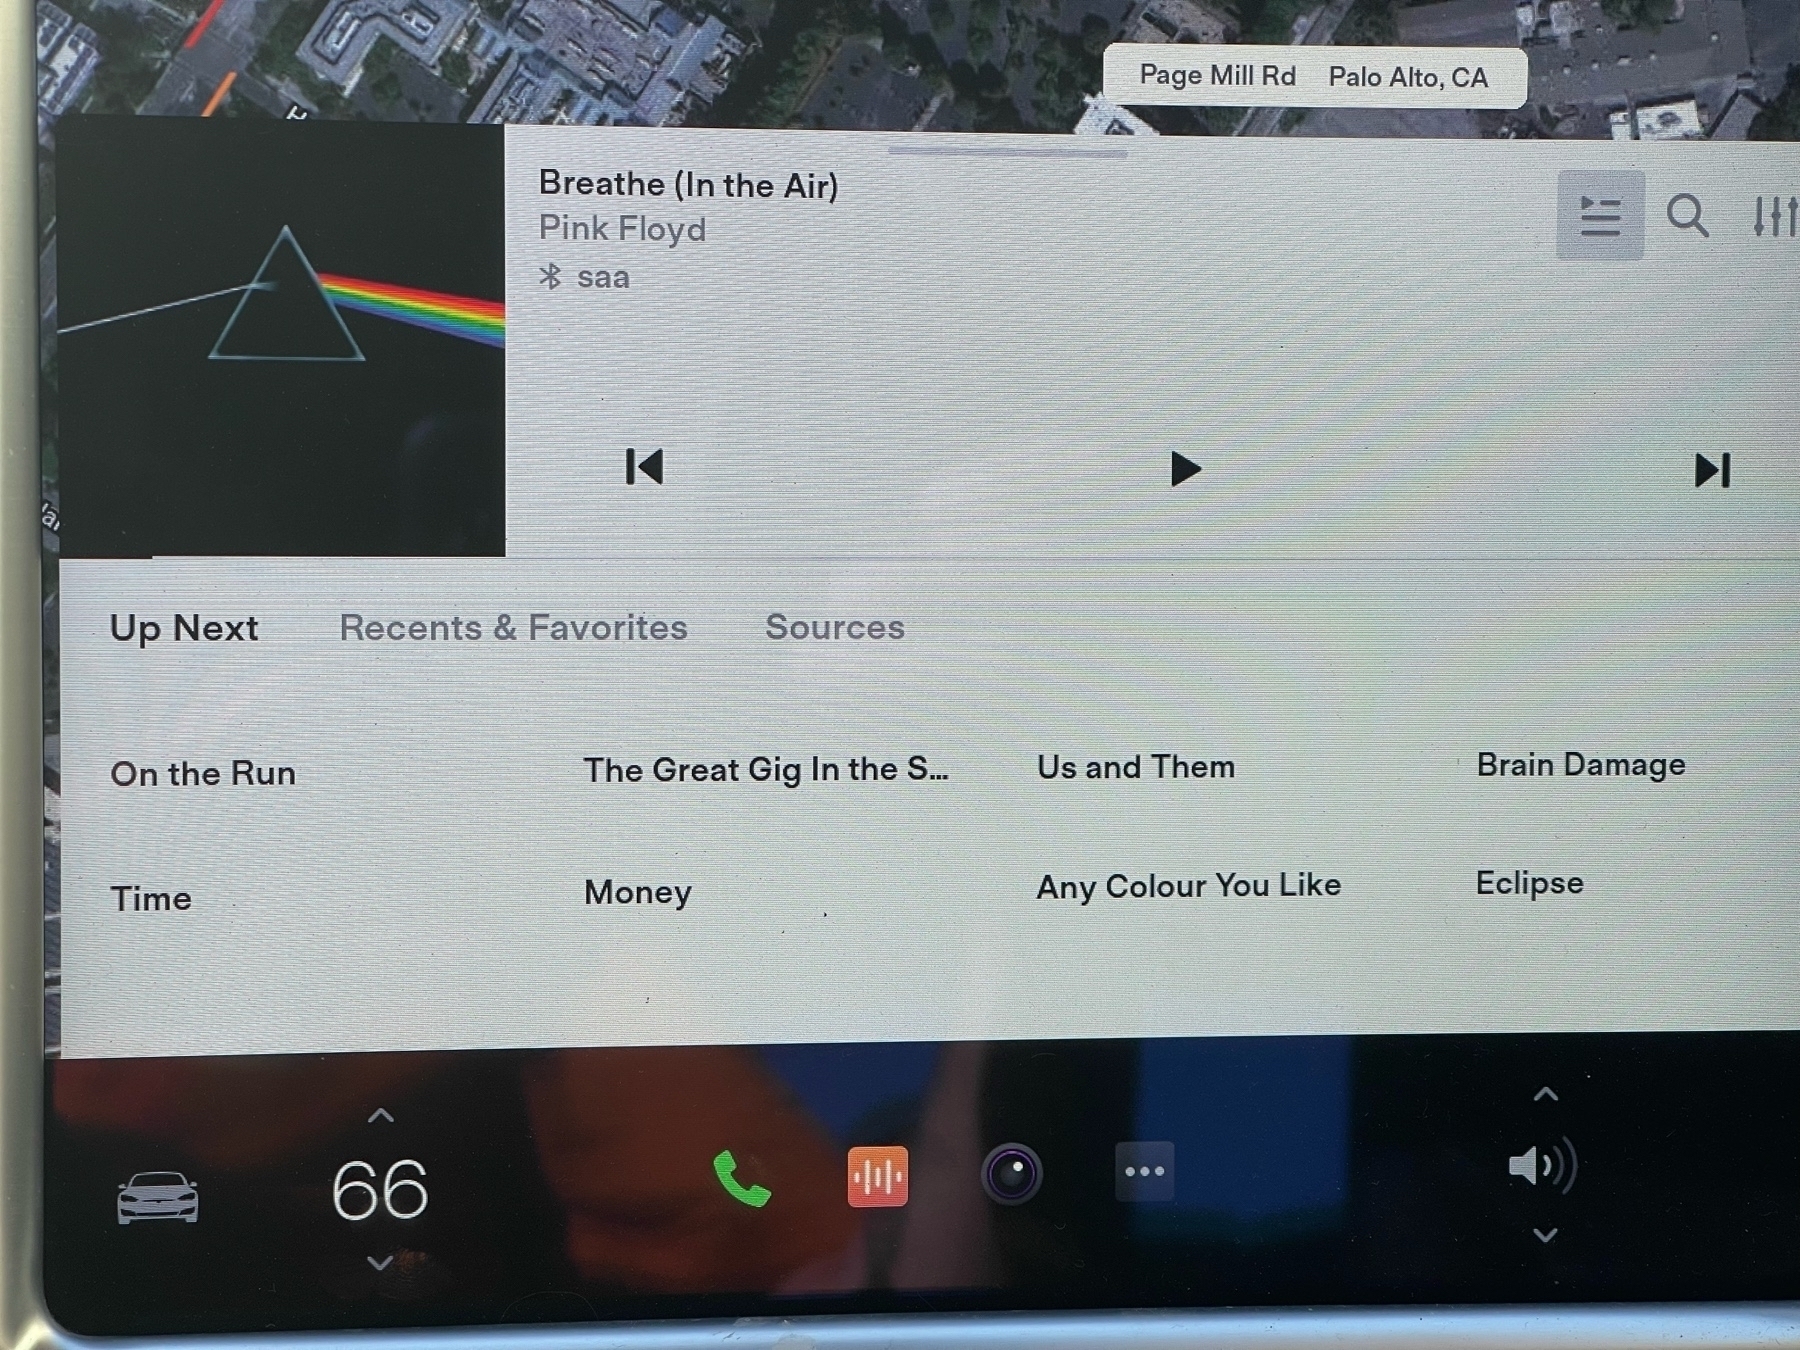 Page Mill Rd Palo Alto, CA
Breathe (In the Air)
Pink Floyd
saa
Up Next Recents & Favorites Sources
On the Run The Great Gig In the S... Us and Them Brain Damage
Time Money Any Colour You Like Eclipse
66